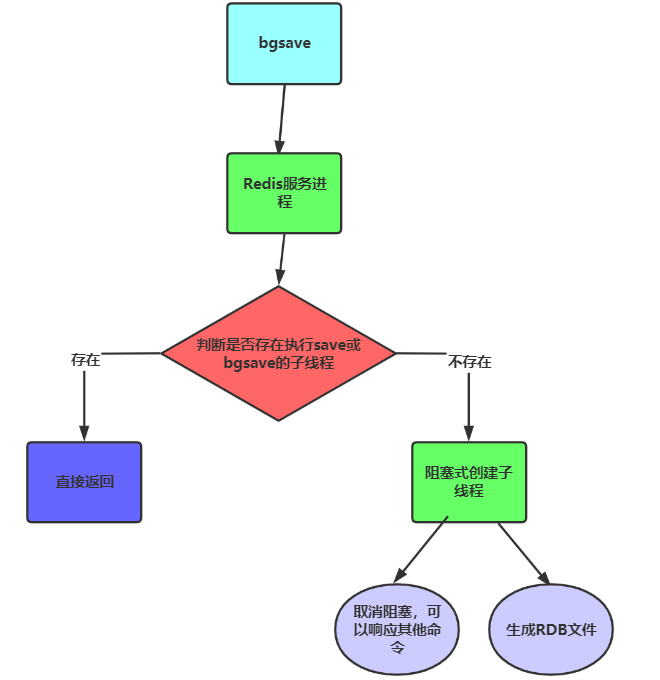 bgsave
Redis服务进
程
判断是否存在执行save或
bgsave的子线程
存在
不存在
直接返回
阻塞式创建子
线程
取消阻塞，可
以响应其他命
令
生成RDB文件